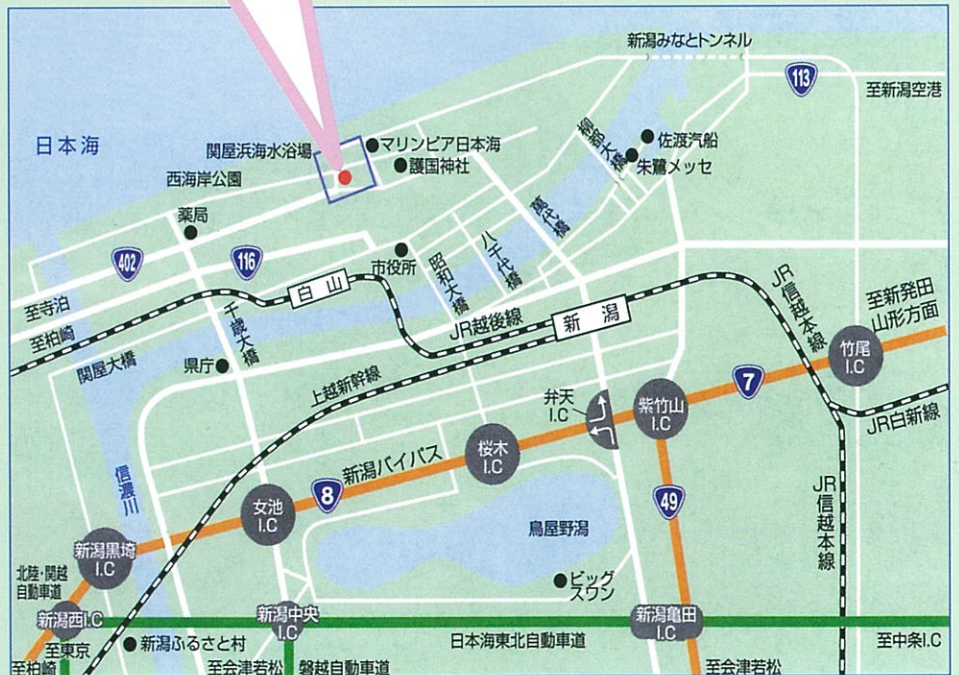 新潟みなとトンネル
113
至新潟空港
日本海
関屋浜海水浴場
マリンピア日本海
護国神社
西海岸公園
柳都大橋
佐渡汽船
朱鷺メッセ
薬局
萬代橋
402
116
市役所
昭和大橋
八千代橋
至寺泊
至柏崎
白山
千歳大橋
JR越後線
新潟
JR信越本線
至新発田
山形方面
関屋大橋
県庁
上越新幹線
弁天
I.C
紫竹山
I.C
7
竹尾
I.C
JR白新線
桜木
I.C
新潟バイパス
信濃川
女池
I.C
8
鳥屋野潟
49
JR信越本線
新潟黒埼
I.C
北陸・関越
自動車道
ビッグ
スワン
新潟西I.C
新潟中央
I.C
新潟亀田
I.C
至東京
新潟ふるさと村
日本海東北自動車道
至中条I.C
至柏崎
至会津若松
磐越自動車道
至会津若松